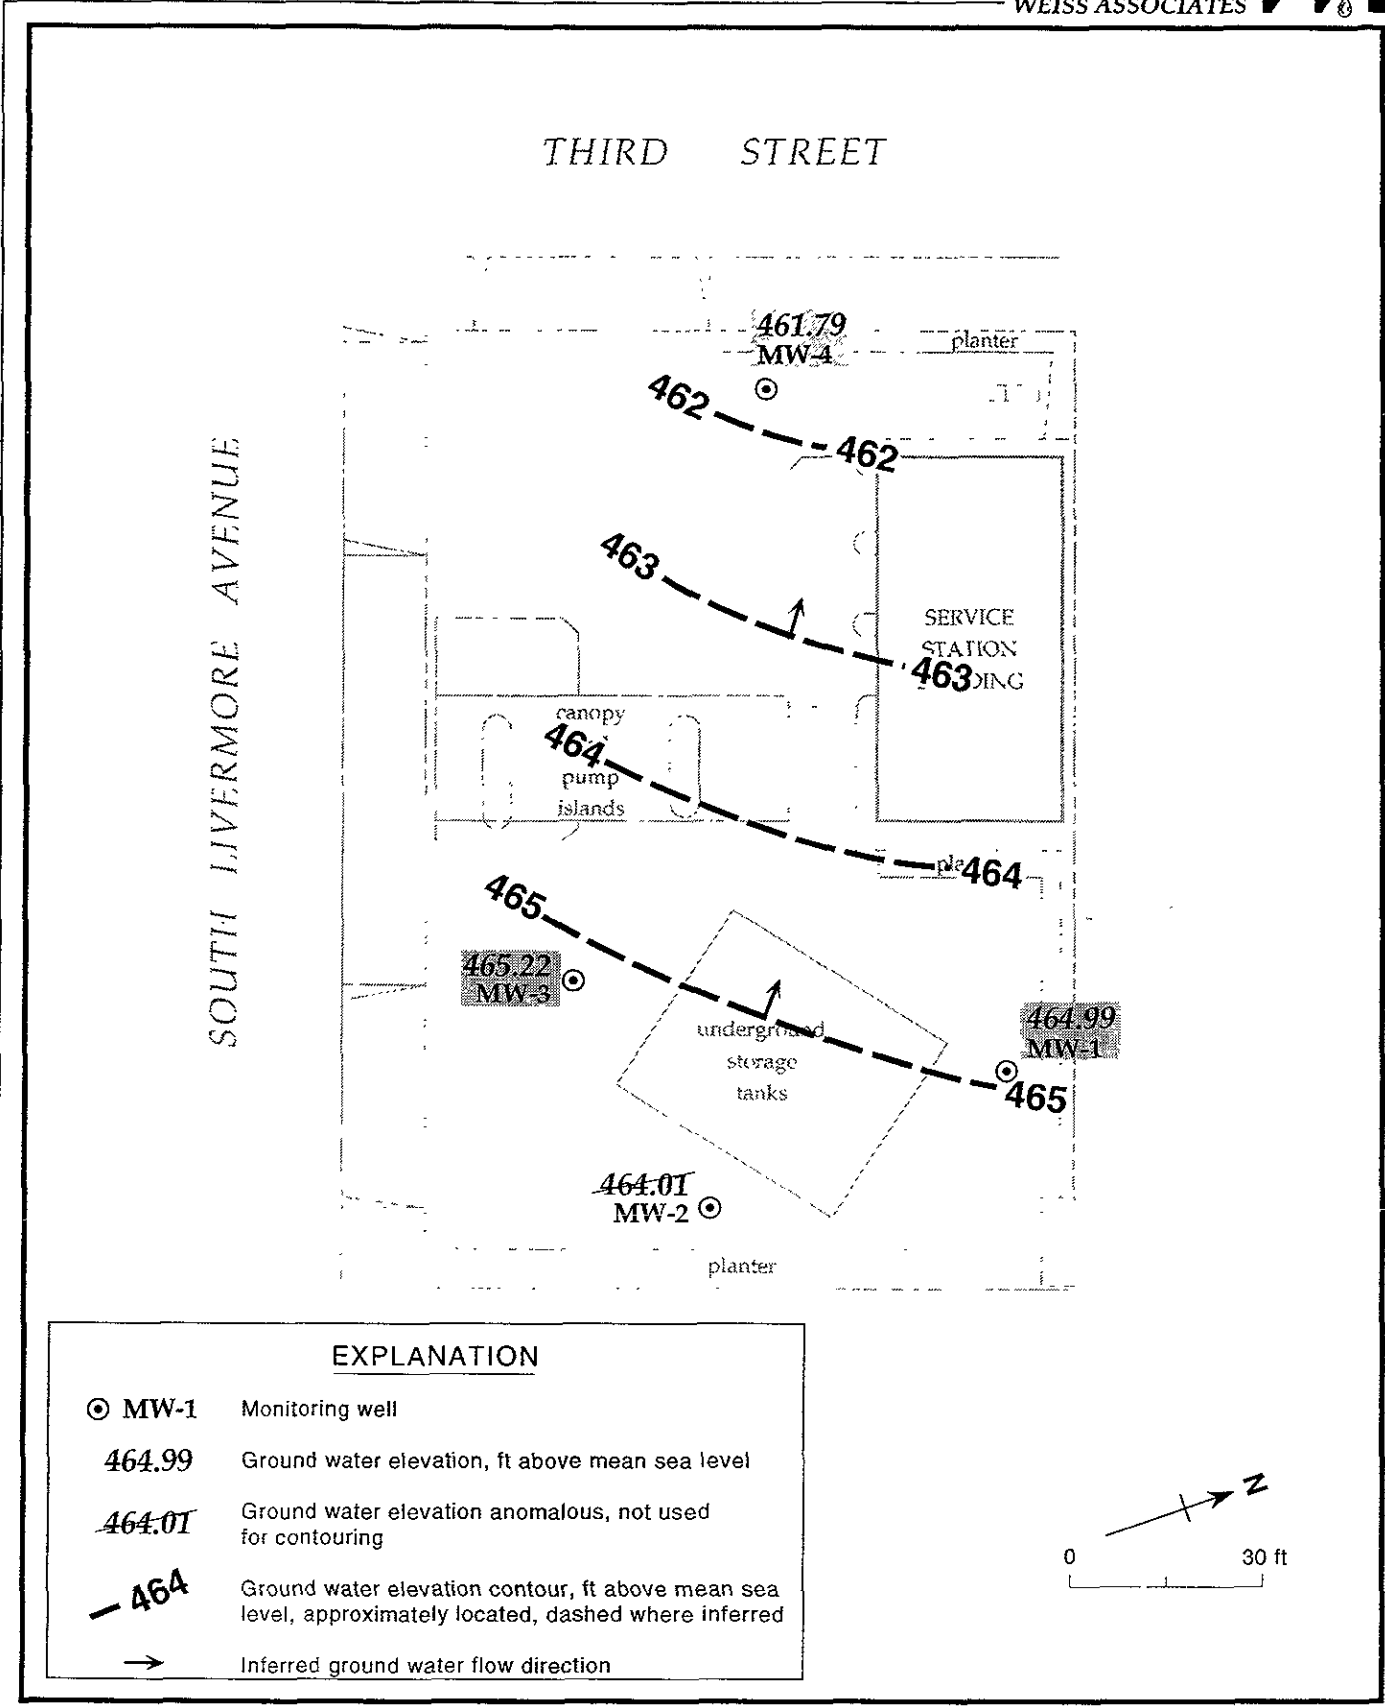 WEISS ASSOCIATES
THIRD STREET
SOUTH LIVERMORE AVENUE
461.79
MW-4
planter
462
462
463
SERVICE
STATION
463
DING
canopy
464
pump
islands
464
465
465.22
MW-3
underground
storage
tanks
464.99
MW-1
465
464.01
MW-2
planter
EXPLANATION
MW-1 Monitoring well
464.99 Ground water elevation, ft above mean sea level
464.01 Ground water elevation anomalous, not used
for contouring
464 Ground water elevation contour, ft above mean sea
level, approximately located, dashed where inferred
Inferred ground water flow direction
N
0 30 ft